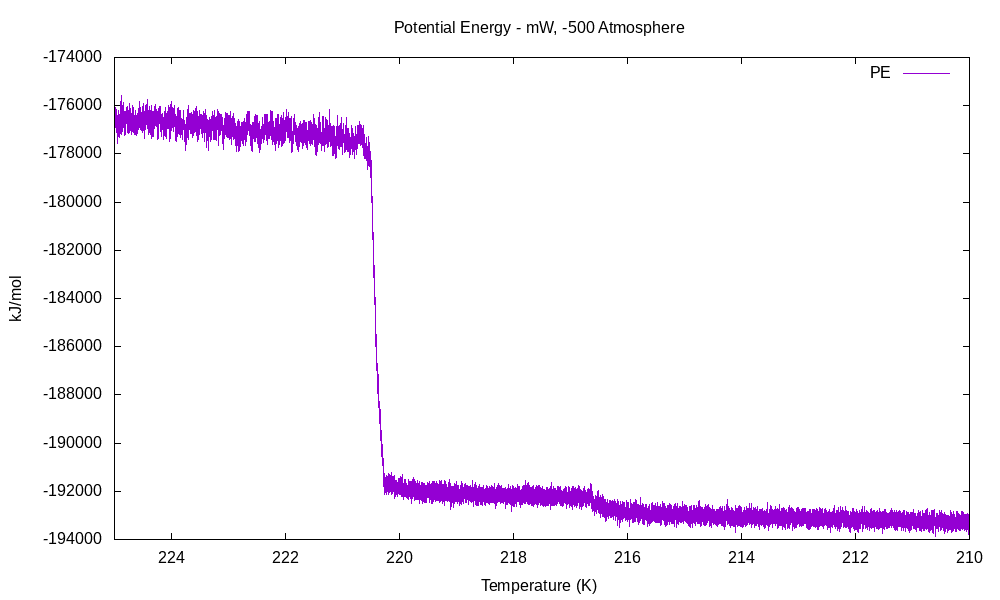 Potential Energy - mW, -500 Atmosphere
PE
-174000
-176000
-178000
-180000
-182000
-184000
-186000
-188000
-190000
-192000
-194000
kJ/mol
224 222 220 218 216 214 212 210
Temperature (K)